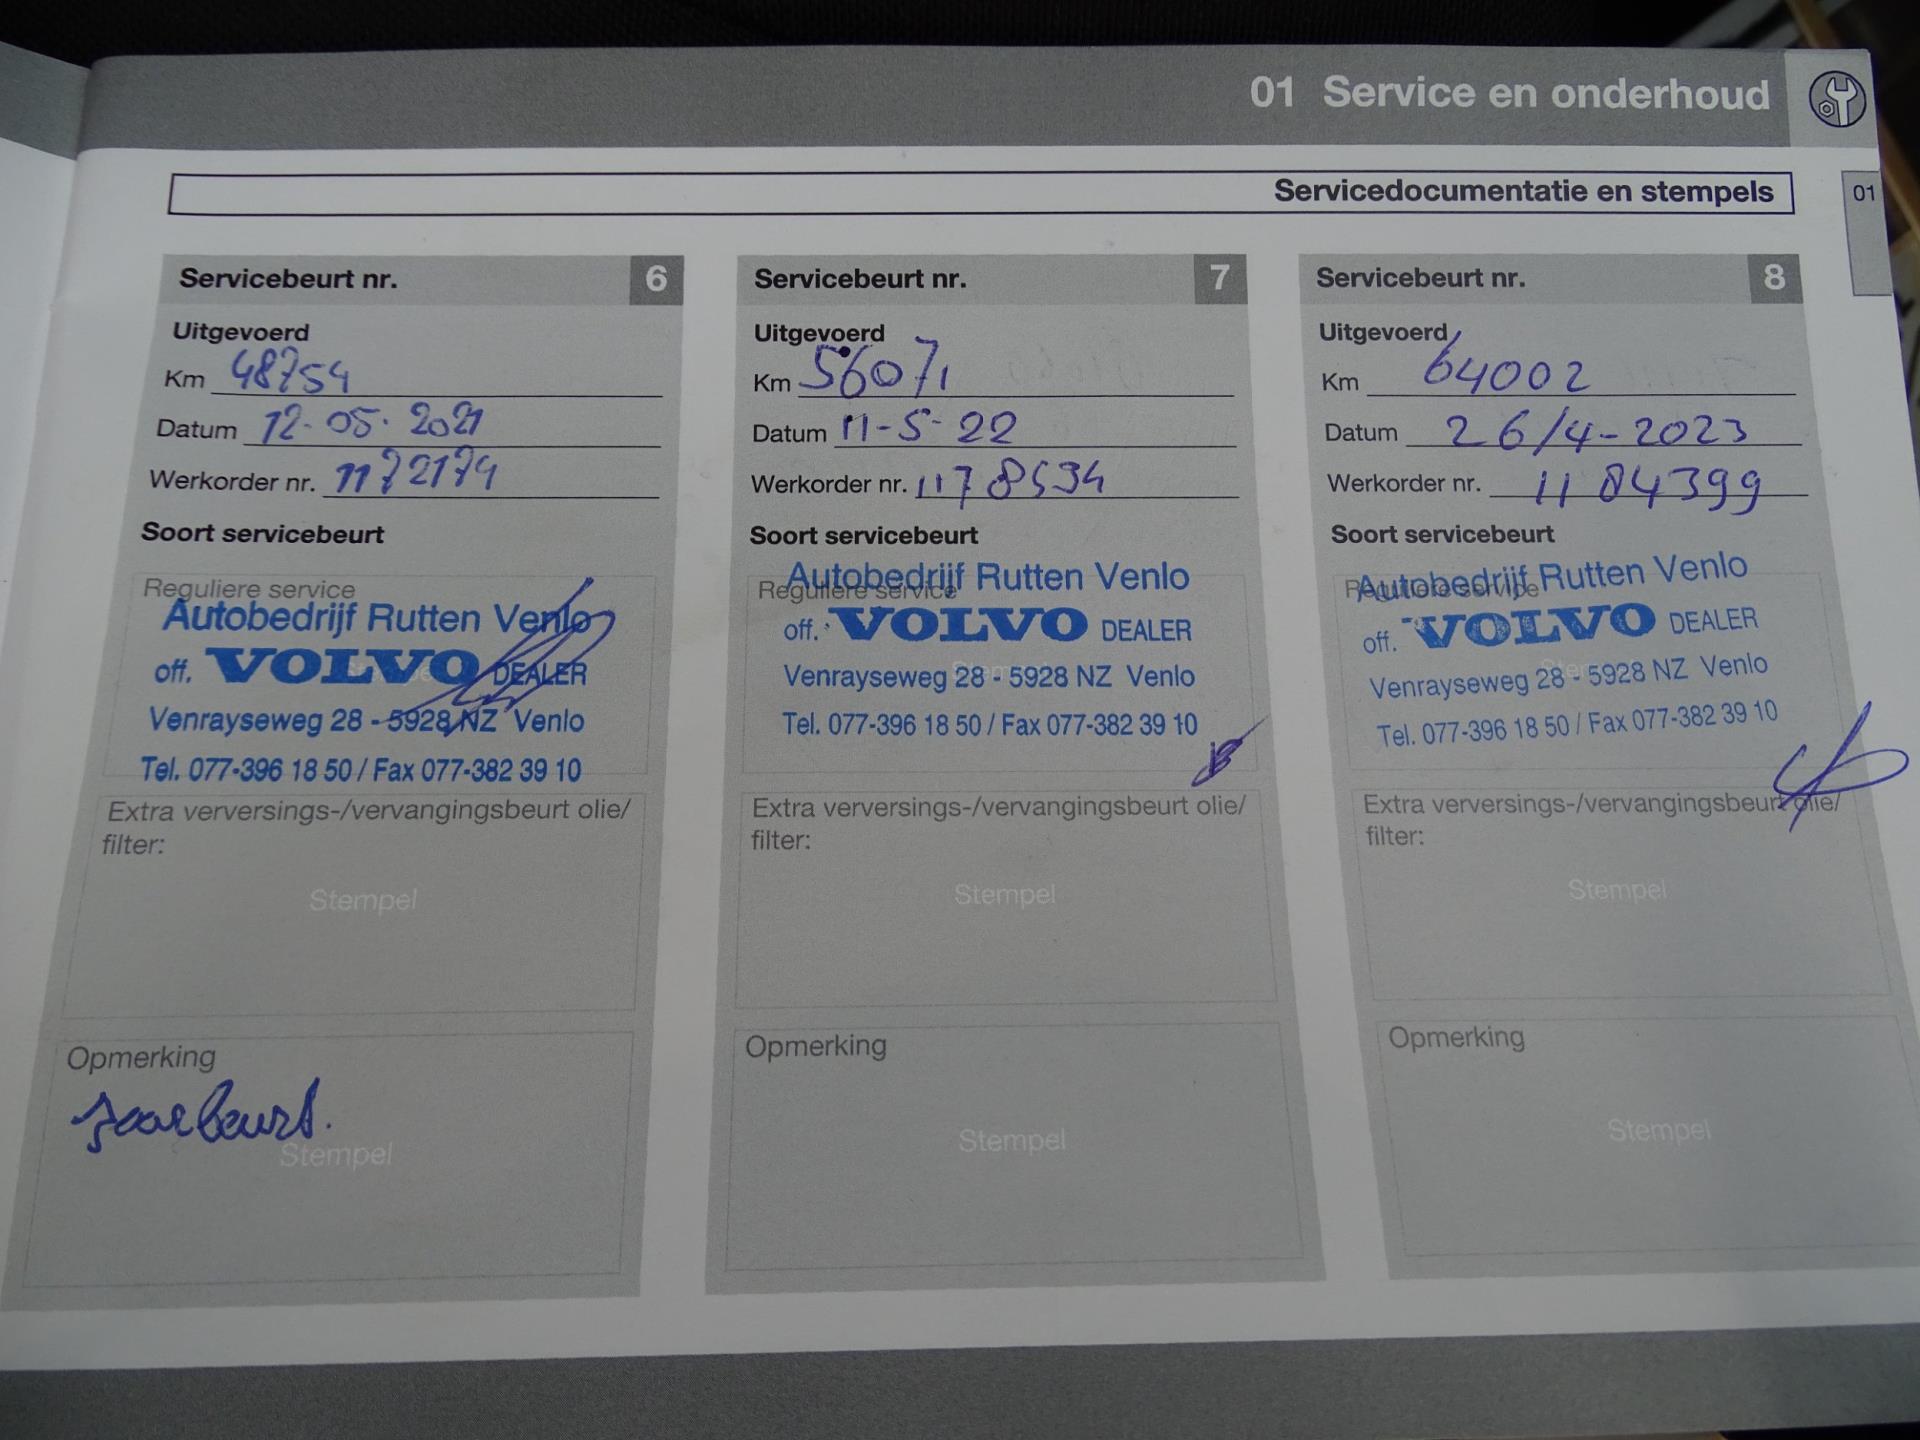 01 Service en onderhoud
Servicedocumentatie en stempels
01
Servicebeurt nr. 6
Uitgevoerd
Km 48754
Datum 12-05-2021
Werkorder nr. 1172174
Soort servicebeurt
Reguliere service
Autobedrijf Rutten Venlo
off. VOLVO DEALER
Venrayseweg 28 - 5928 NZ Venlo
Tel. 077-396 18 50 / Fax 077-382 39 10
Extra verversings-/vervangingsbeurt olie/
filter:
Stempel
Opmerking
Jaarbeurt.
Stempel
Servicebeurt nr. 7
Uitgevoerd
Km 56071
Datum 11-5-22
Werkorder nr. 1178534
Soort servicebeurt
Reguliere service
Autobedrijf Rutten Venlo
off. VOLVO DEALER
Venrayseweg 28 - 5928 NZ Venlo
Tel. 077-396 18 50 / Fax 077-382 39 10
Extra verversings-/vervangingsbeurt olie/
filter:
Stempel
Opmerking
Stempel
Servicebeurt nr. 8
Uitgevoerd
Km 64002
Datum 26/4-2023
Werkorder nr. 1184399
Soort servicebeurt
Reguliere service
Autobedrijf Rutten Venlo
off. VOLVO DEALER
Venrayseweg 28 - 5928 NZ Venlo
Tel. 077-396 18 50 / Fax 077-382 39 10
Extra verversings-/vervangingsbeurt olie/
filter:
Stempel
Opmerking
Stempel